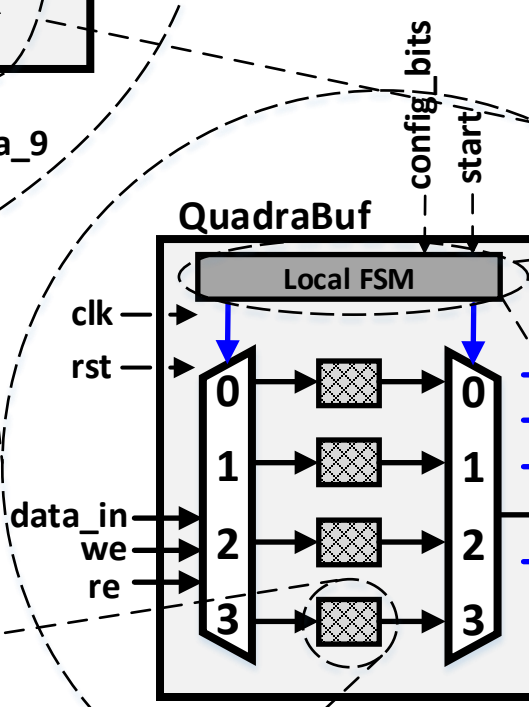 a_9
config_bits
start
QuadraBuf
Local FSM
clk
rst
0
1
2
3
0
1
2
3
data_in
we
re